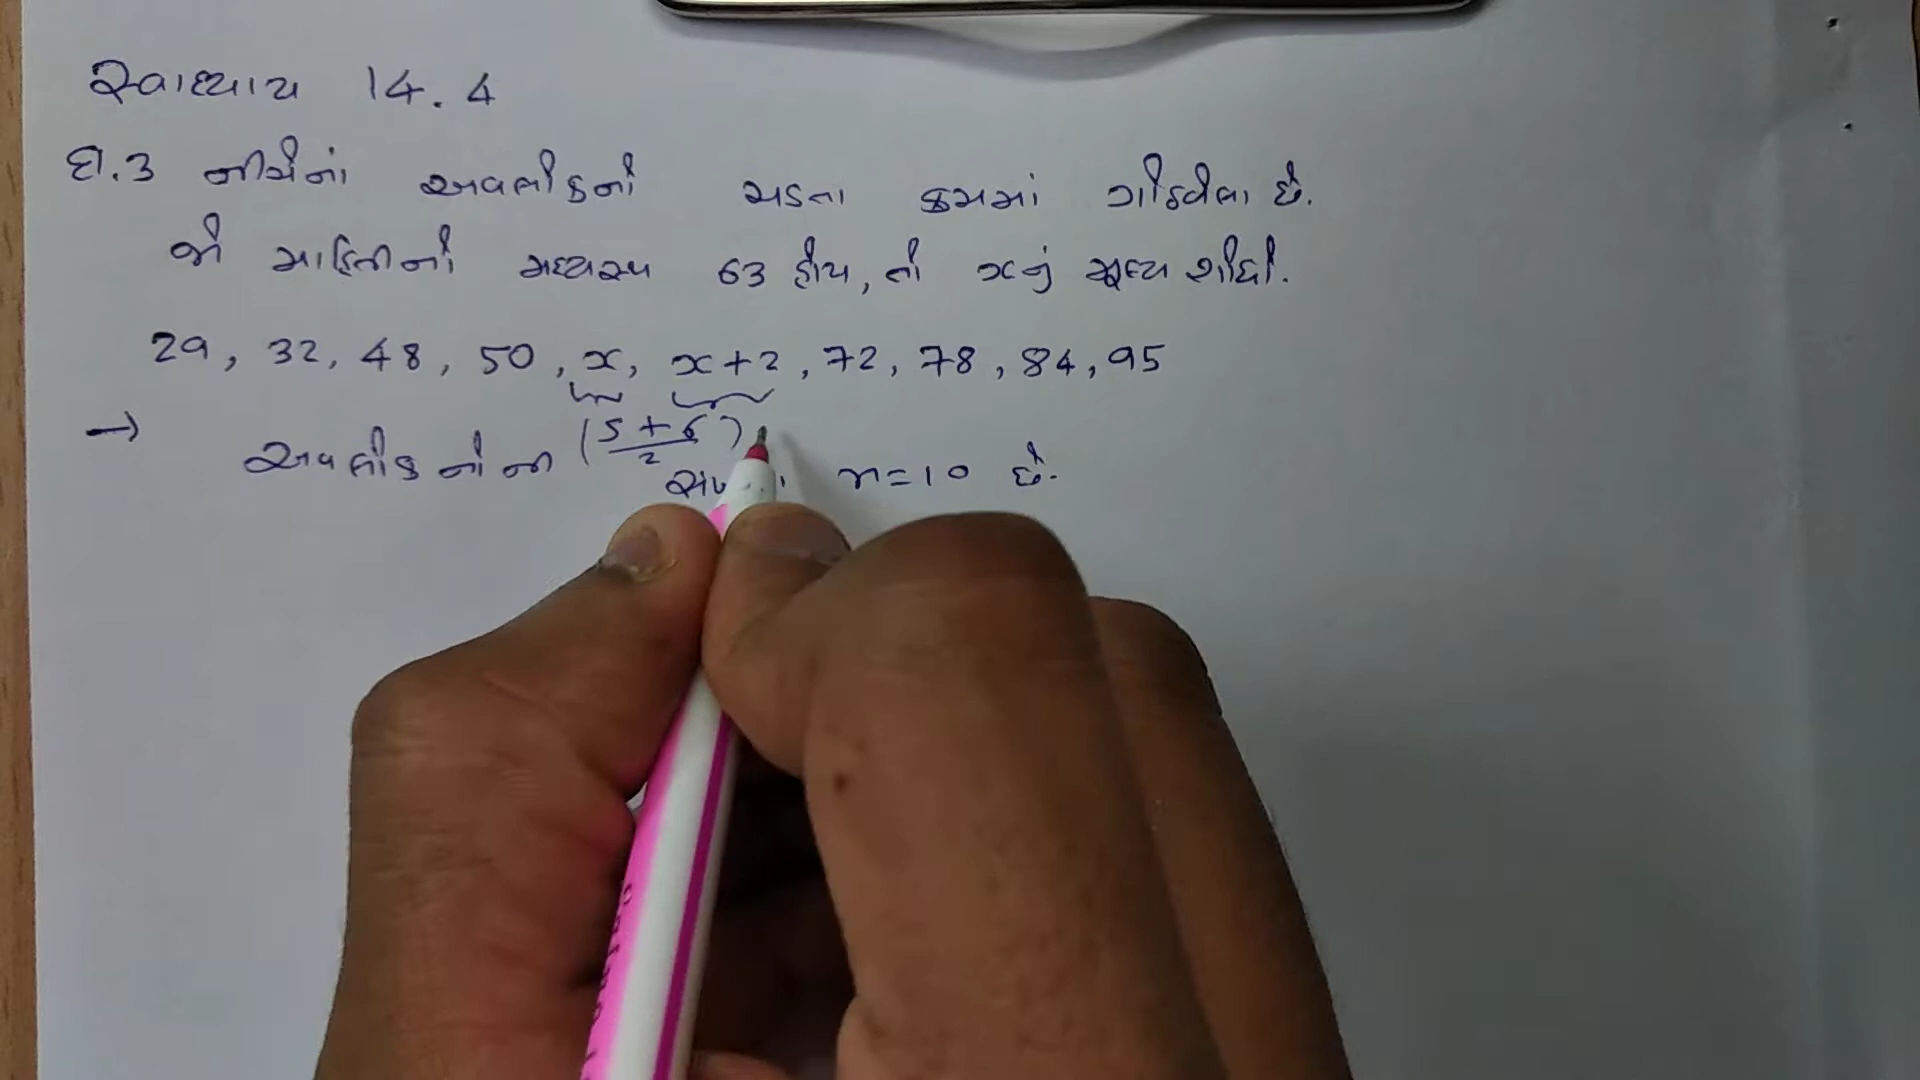 સ્વાધ્યાય 14.4
દા.3 નીચેનાં અવલોકનો ચડતા ક્રમમાં ગોઠવેલા છે.
જો માહિતીનો મધ્યસ્થ 63 હોય, તો xનું મૂલ્ય શોધો.
29, 32, 48, 50, x, x+2, 72, 78, 84, 95
→ અવલોકનોની (5+6)/2
n=10 છે.